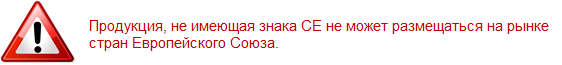 Продукция, не имеющая знака CE не может размещаться на рынке
стран Европейского Союза.